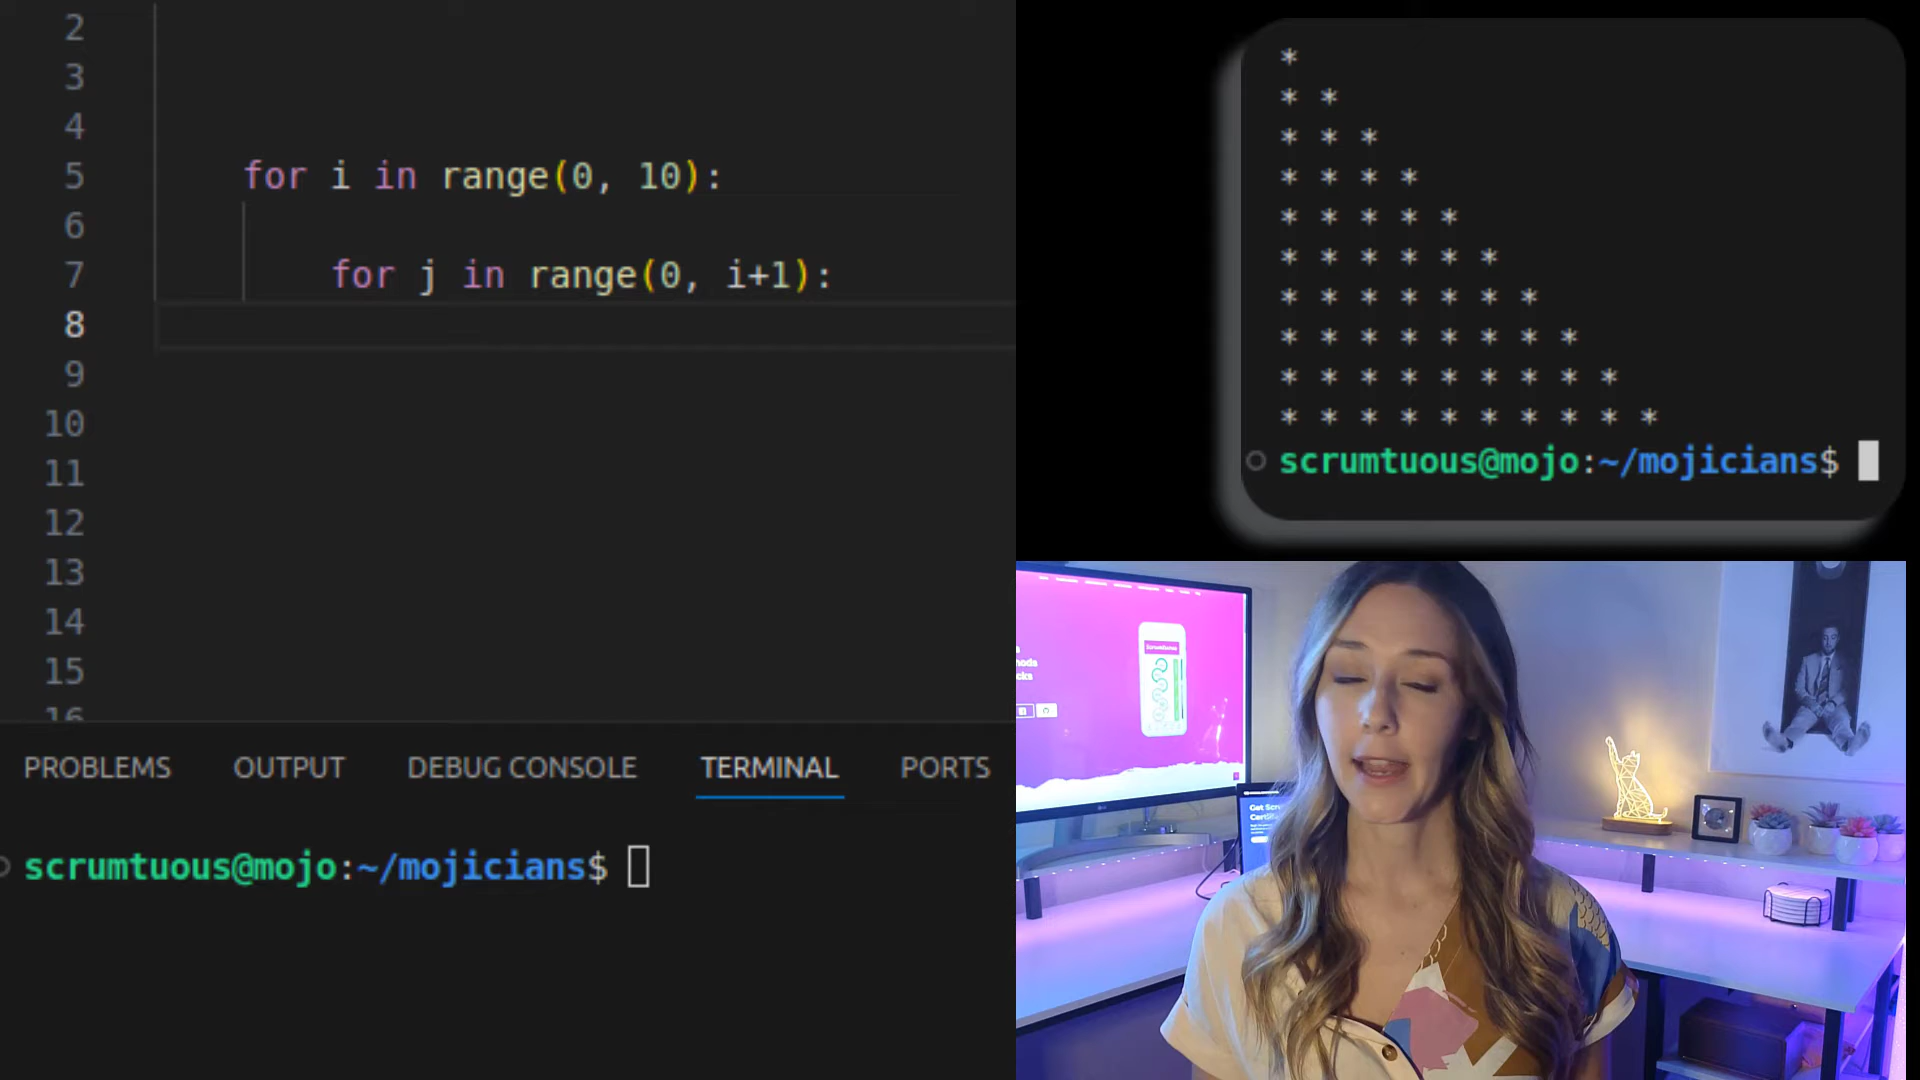 2
3
4
5 for i in range(0, 10):
6
7 for j in range(0, i+1):
8
9
10
11
12
13
14
15
16
PROBLEMS OUTPUT DEBUG CONSOLE TERMINAL PORTS
scrumtuous@mojo:~/mojicians$
*
* *
* * *
* * * *
* * * * *
* * * * * *
* * * * * * *
* * * * * * * *
* * * * * * * * *
* * * * * * * * * *
scrumtuous@mojo:~/mojicians$